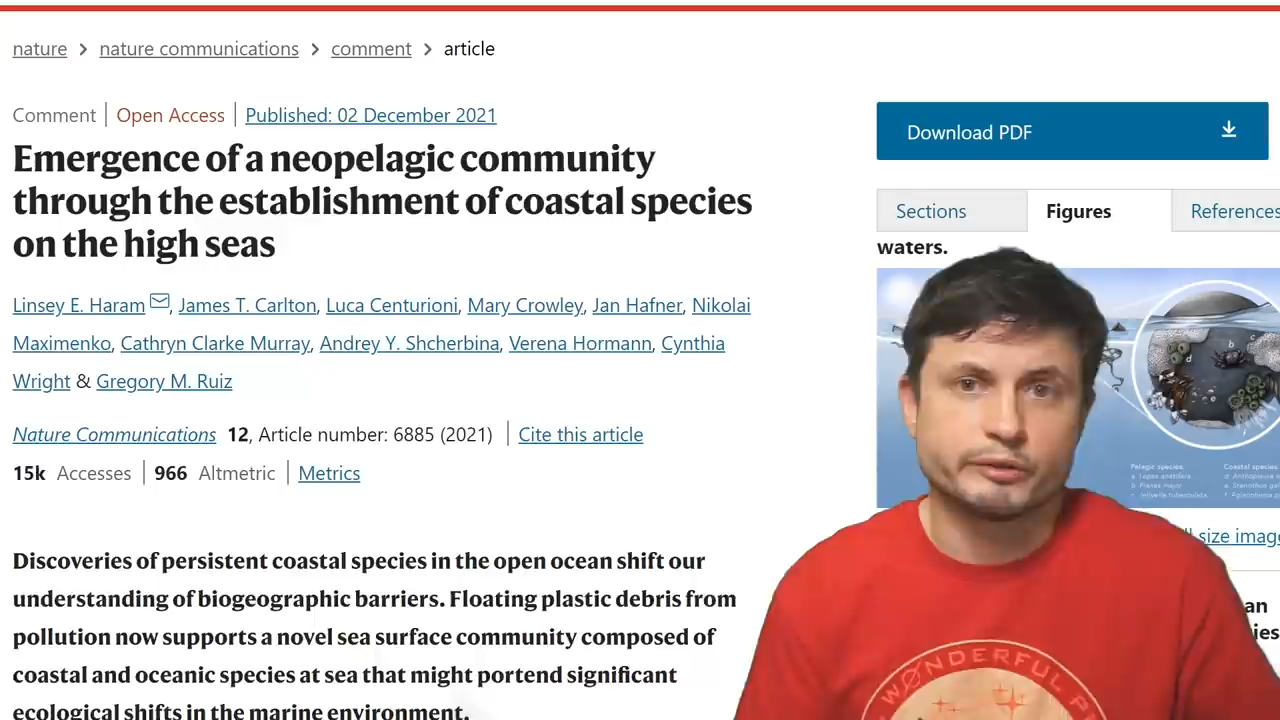 nature > nature communications > comment > article
Comment | Open Access | Published: 02 December 2021
Emergence of a neopelagic community
through the establishment of coastal species
on the high seas
Linsey E. Haram, James T. Carlton, Luca Centurioni, Mary Crowley, Jan Hafner, Nikolai
Maximenko, Cathryn Clarke Murray, Andrey Y. Shcherbina, Verena Hormann, Cynthia
Wright & Gregory M. Ruiz
Nature Communications 12, Article number: 6885 (2021) | Cite this article
15k Accesses | 966 Altmetric | Metrics
Discoveries of persistent coastal species in the open ocean shift our
understanding of biogeographic barriers. Floating plastic debris from
pollution now supports a novel sea surface community composed of
coastal and oceanic species at sea that might portend significant
ecological shifts in the marine environment.
Download PDF
Sections Figures References
waters.
Pelagic species: Coastal species
size image
WONDERFUL